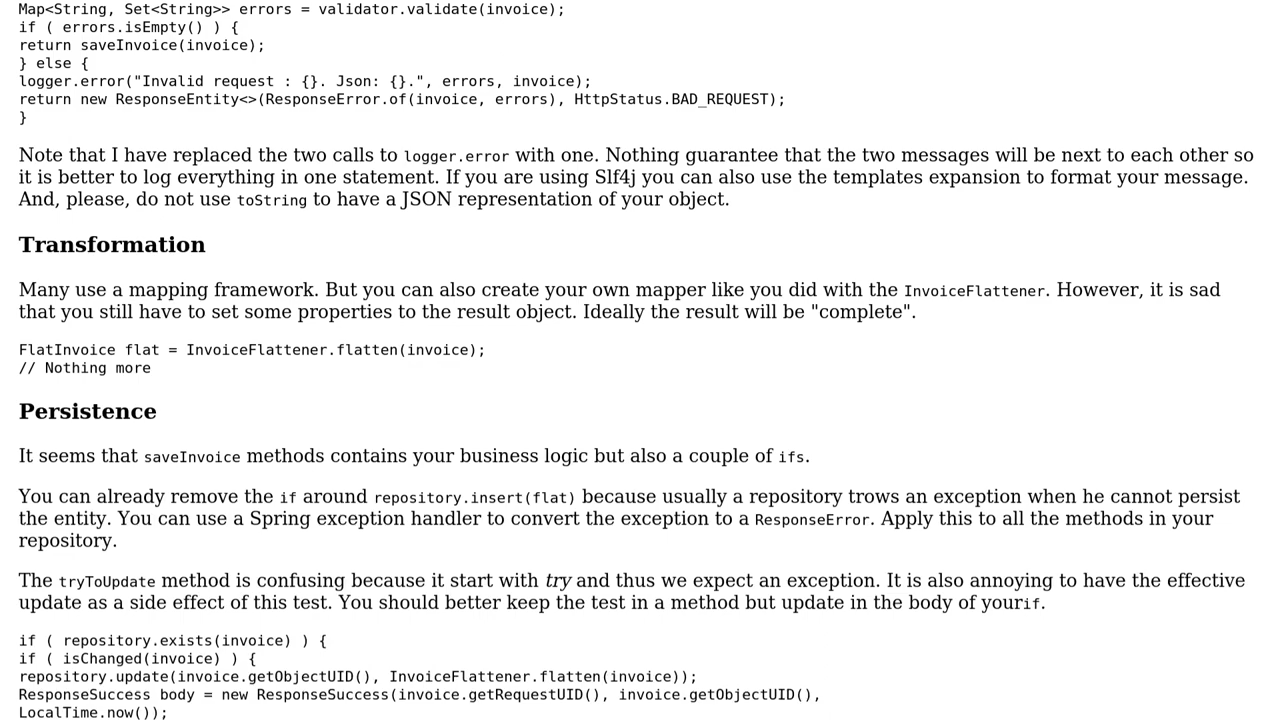 Map<String, Set<String>> errors = validator.validate(invoice);
if ( errors.isEmpty() ) {
return saveInvoice(invoice);
} else {
logger.error("Invalid request : {}. Json: {}.", errors, invoice);
return new ResponseEntity<>(ResponseError.of(invoice, errors), HttpStatus.BAD_REQUEST);
}
Note that I have replaced the two calls to logger.error with one. Nothing guarantee that the two messages will be next to each other so
it is better to log everything in one statement. If you are using Slf4j you can also use the templates expansion to format your message.
And, please, do not use toString to have a JSON representation of your object.
Transformation
Many use a mapping framework. But you can also create your own mapper like you did with the InvoiceFlattener. However, it is sad
that you still have to set some properties to the result object. Ideally the result will be "complete".
FlatInvoice flat = InvoiceFlattener.flatten(invoice);
// Nothing more
Persistence
It seems that saveInvoice methods contains your business logic but also a couple of ifs.
You can already remove the if around repository.insert(flat) because usually a repository trows an exception when he cannot persist
the entity. You can use a Spring exception handler to convert the exception to a ResponseError. Apply this to all the methods in your
repository.
The tryToUpdate method is confusing because it start with try and thus we expect an exception. It is also annoying to have the effective
update as a side effect of this test. You should better keep the test in a method but update in the body of yourif.
if ( repository.exists(invoice) ) {
if ( isChanged(invoice) ) {
repository.update(invoice.getObjectUID(), InvoiceFlattener.flatten(invoice));
ResponseSuccess body = new ResponseSuccess(invoice.getRequestUID(), invoice.getObjectUID(),
LocalTime.now());